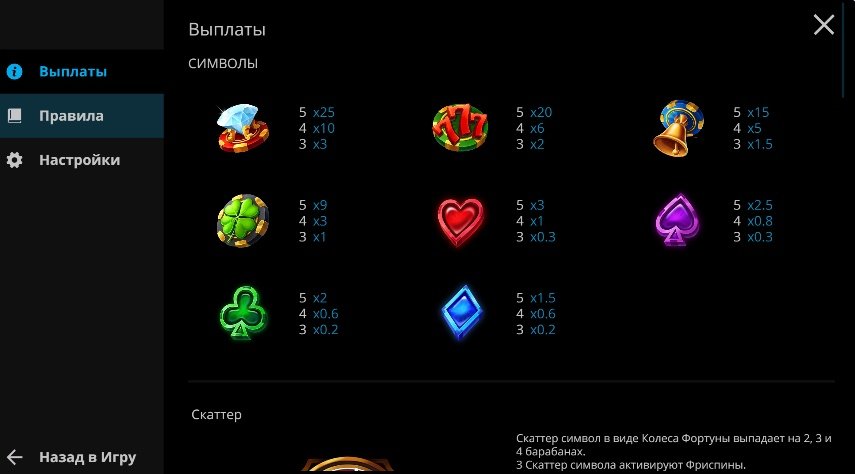 Выплаты
СИМВОЛЫ
Выплаты
Правила
Настройки
5 x25
4 x10
3 x3
5 x20
4 x6
3 x2
5 x15
4 x5
3 x1.5
5 x9
4 x3
3 x1
5 x3
4 x1
3 x0.3
5 x2.5
4 x0.8
3 x0.3
5 x2
4 x0.6
3 x0.2
5 x1.5
4 x0.6
3 x0.2
777
Скаттер
Скаттер символ в виде Колеса Фортуны выпадает на 2, 3 и
4 барабанах.
3 Скаттер символа активируют Фриспины.
Назад в Игру